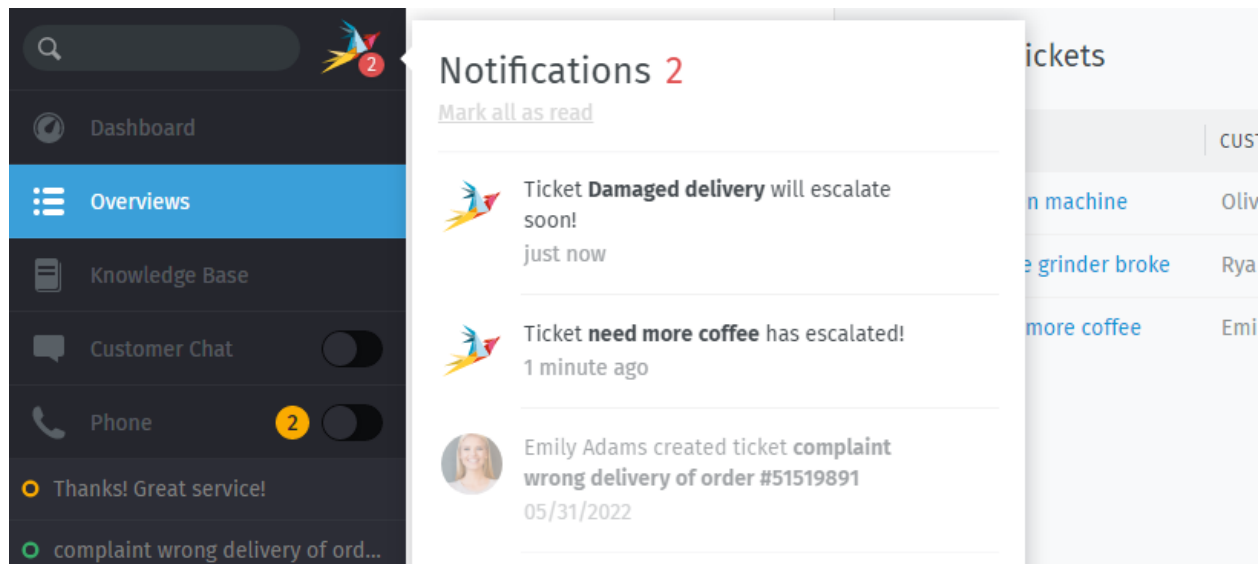 2
Dashboard
Overviews
Knowledge Base
Customer Chat
Phone
2
Thanks! Great service!
complaint wrong delivery of ord...
Notifications 2
Mark all as read
Ticket Damaged delivery will escalate
soon!
just now
Ticket need more coffee has escalated!
1 minute ago
Emily Adams created ticket complaint
wrong delivery of order #51519891
05/31/2022
ickets
CUST
n machine
Oliv
e grinder broke
Rya
more coffee
Emi